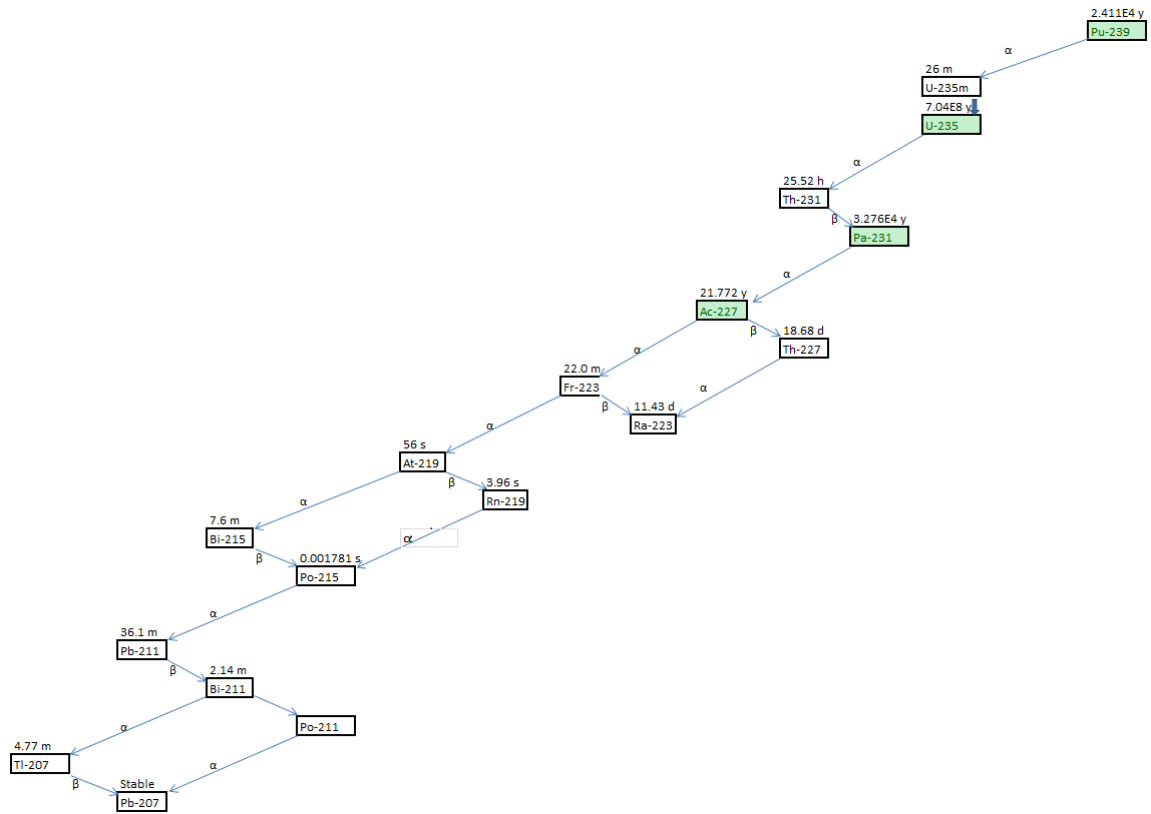 2.411E4 y
Pu-239
α
26 m
U-235m
7.04E8 y
U-235
α
25.52 h
Th-231
β
3.276E4 y
Pa-231
α
21.772 y
Ac-227
β
18.68 d
Th-227
α
α
22.0 m
Fr-223
β
11.43 d
Ra-223
α
56 s
At-219
β
3.96 s
Rn-219
α
α
7.6 m
Bi-215
β
0.001781 s
Po-215
α
36.1 m
Pb-211
β
2.14 m
Bi-211
α
Po-211
4.77 m
Tl-207
β
α
Stable
Pb-207